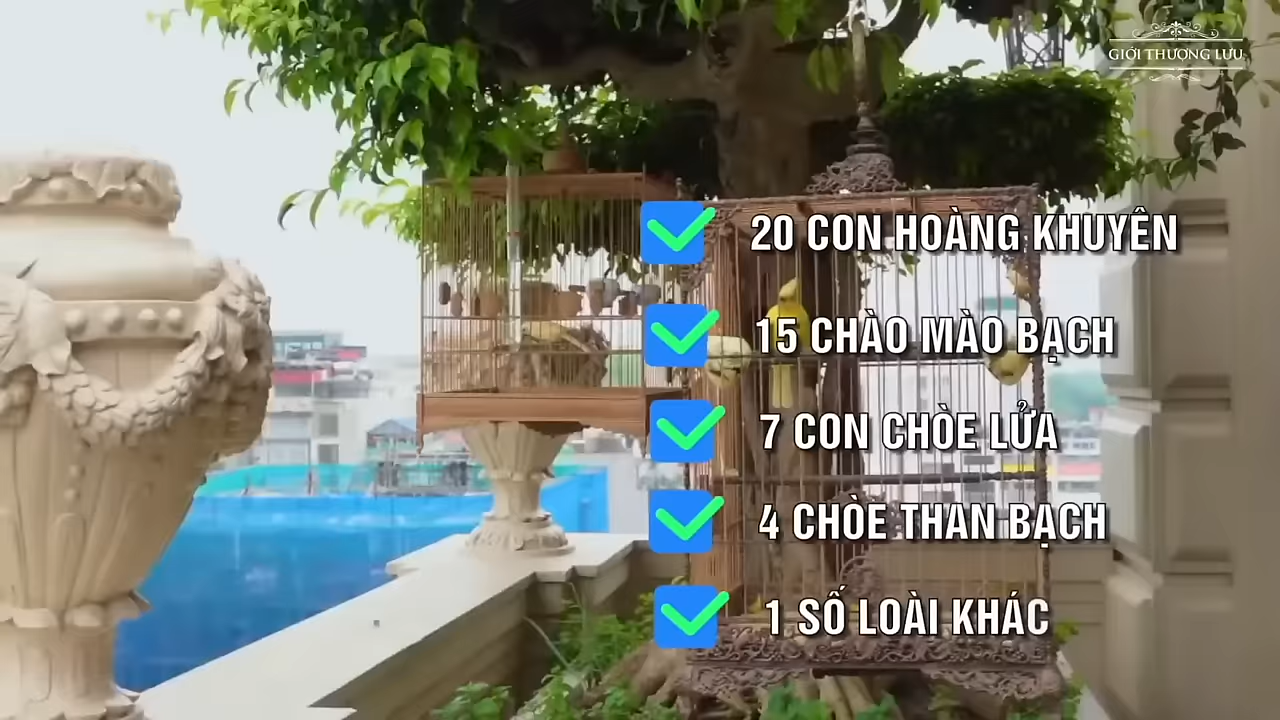 GIỚI THƯỢNG LƯU
20 CON HOÀNG KHUYÊN
15 CHÀO MÀO BẠCH
7 CON CHÒE LỬA
4 CHÒE THAN BẠCH
1 SỐ LOÀI KHÁC